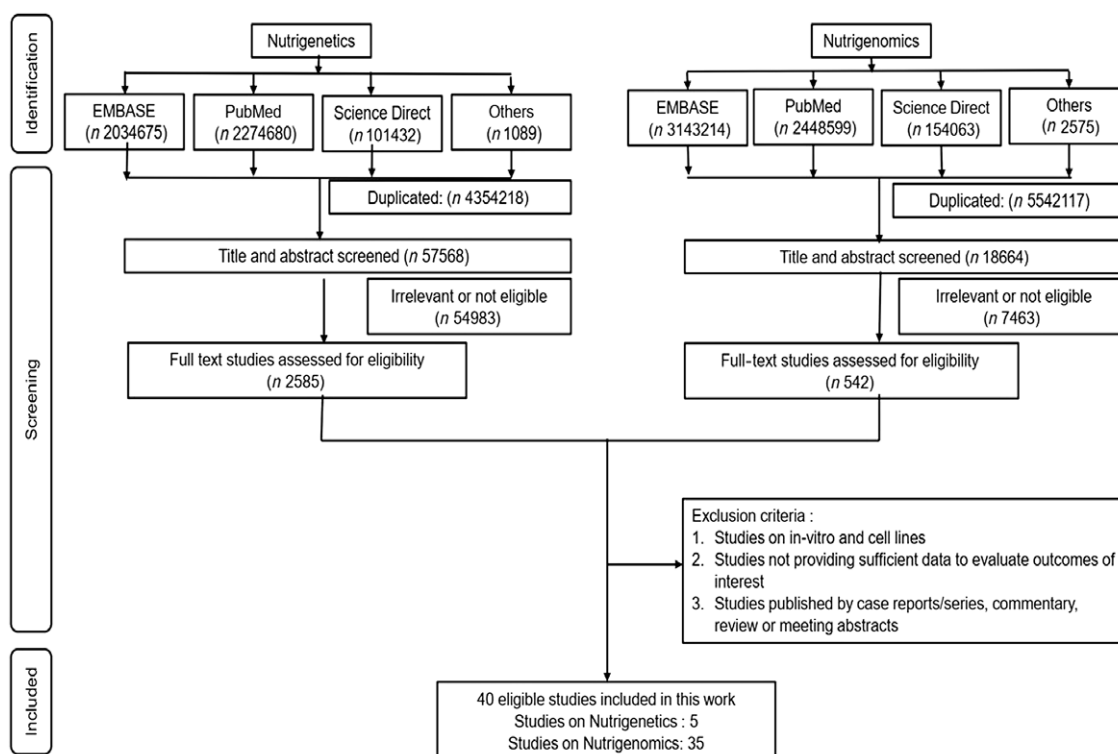 Identification
Nutrigenetics
Nutrigenomics
EMBASE
(n 2034675)
PubMed
(n 2274680)
Science Direct
(n 101432)
Others
(n 1089)
EMBASE
(n 3143214)
PubMed
(n 2448599)
Science Direct
(n 154063)
Others
(n 2575)
Screening
Duplicated: (n 4354218)
Duplicated: (n 5542117)
Title and abstract screened (n 57568)
Title and abstract screened (n 18664)
Irrelevant or not eligible
(n 54983)
Irrelevant or not eligible
(n 7463)
Full text studies assessed for eligibility
(n 2585)
Full-text studies assessed for eligibility
(n 542)
Exclusion criteria :
1. Studies on in-vitro and cell lines
2. Studies not providing sufficient data to evaluate outcomes of
interest
3. Studies published by case reports/series, commentary,
review or meeting abstracts
Included
40 eligible studies included in this work
Studies on Nutrigenetics : 5
Studies on Nutrigenomics: 35